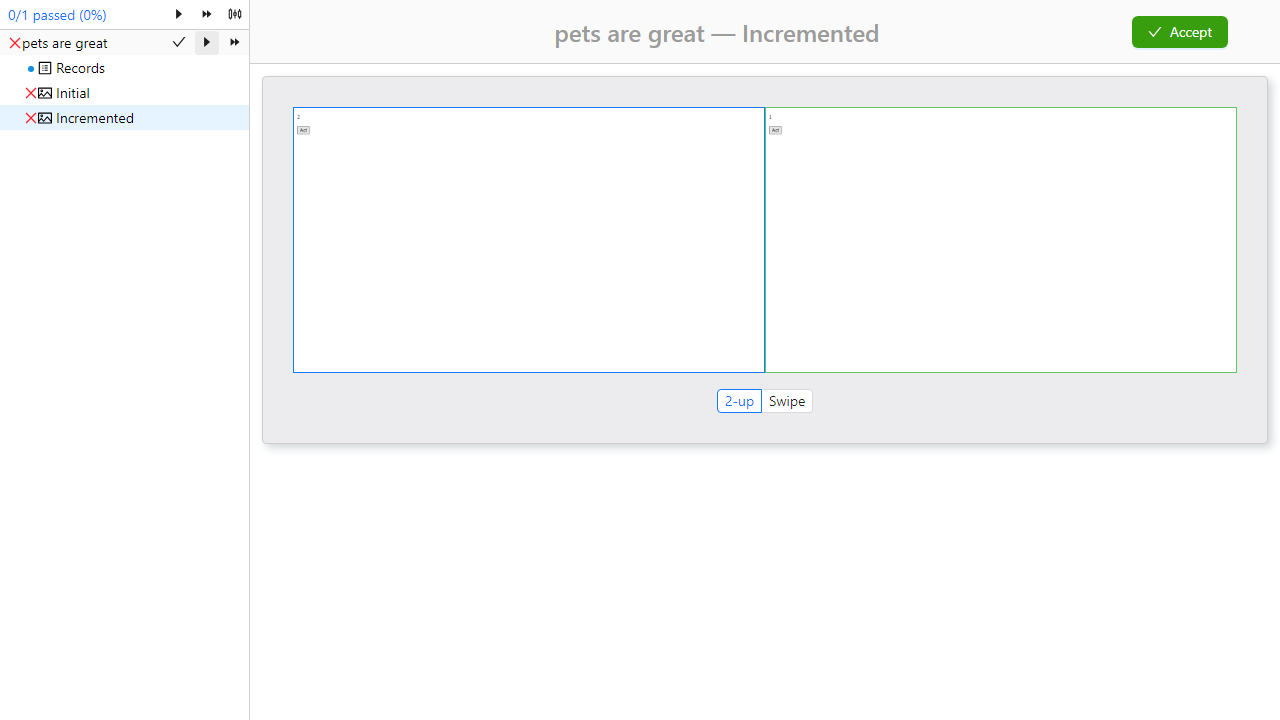 0/1 passed (0%)
pets are great
Records
Initial
Incremented
pets are great — Incremented
Accept
2
Act
1
Act
2-up
Swipe